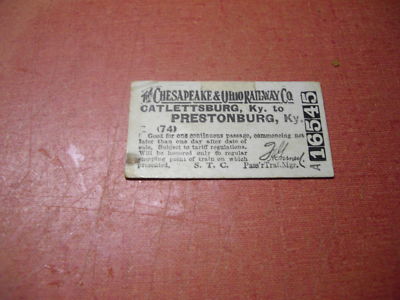 The CHESAPEAKE & OHIO RAILWAY CO.
CATLETTSBURG, Ky. to
PRESTONBURG, Ky.
(74)
Good for one continuous passage, commencing not
later than one day after date of
sale. Subject to tariff regulations.
Will be honored only to regular
stopping point of train on which
presented. S. T. C. Pass'r Traf. Mgr.
A 16545